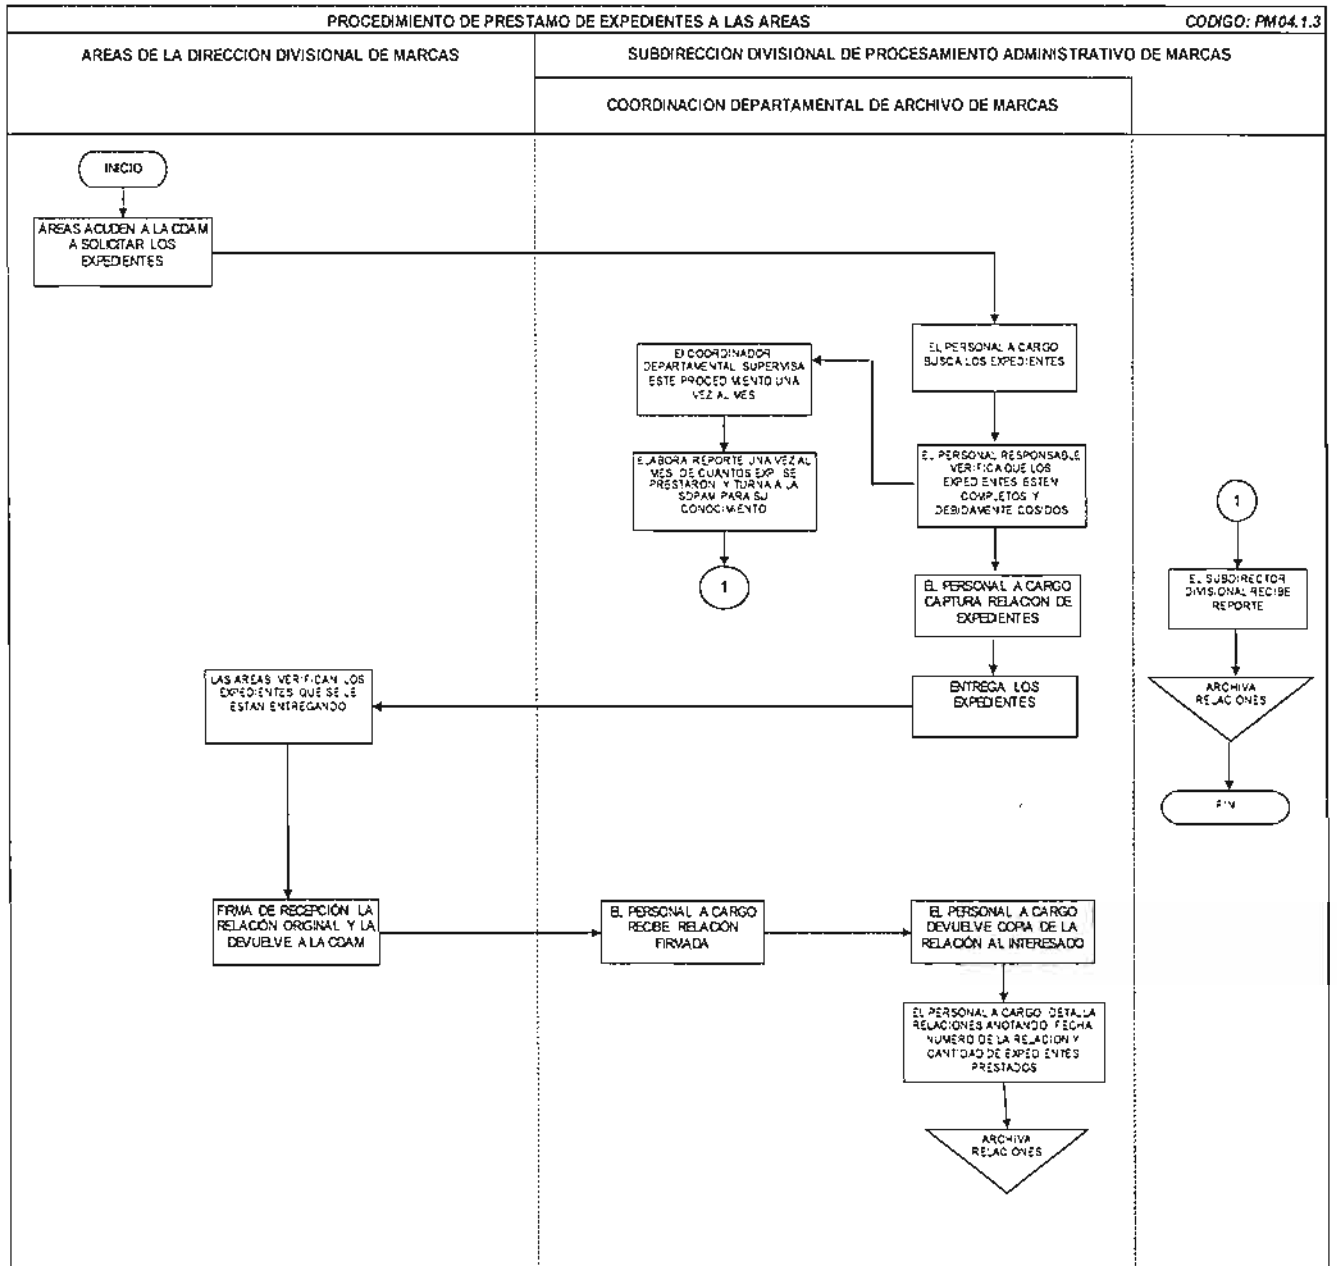 PROCEDIMIENTO DE PRESTAMO DE EXPEDIENTES A LAS AREAS
CODIGO: PM04.1.3
AREAS DE LA DIRECCION DIVISIONAL DE MARCAS
SUBDIRECCION DIVISIONAL DE PROCESAMIENTO ADMINISTRATIVO DE MARCAS
COORDINACION DEPARTAMENTAL DE ARCHIVO DE MARCAS
INICIO
ÁREAS ACUDEN A LA CDAM
A SOLICITAR LOS
EXPEDIENTES
EL PERSONAL A CARGO
BUSCA LOS EXPEDIENTES
El COORDINADOR
DEPARTAMENTAL SUPERVISA
ESTE PROCEDIMIENTO UNA
VEZ AL MES
EL PERSONAL RESPONSABLE
VERIFICA QUE LOS
EXPEDIENTES ESTEN
COMPLETOS Y
DEBIDAMENTE COSIDOS
ELABORA REPORTE UNA VEZ AL
MES DE CUANTOS EXP. SE
PRESTARON Y TURNA A LA
SDPAM PARA SU
CONOCIMIENTO
1
1
EL PERSONAL A CARGO
CAPTURA RELACION DE
EXPEDIENTES
EL SUBDIRECTOR
DIVISIONAL RECIBE
REPORTE
LAS AREAS VERIFICAN LOS
EXPEDIENTES QUE SE LE
ESTAN ENTREGANDO
ENTREGA LOS
EXPEDIENTES
ARCHIVA
RELACIONES
FIN
FIRMA DE RECEPCIÓN LA
RELACIÓN ORIGINAL Y LA
DEVUELVE A LA CDAM
EL PERSONAL A CARGO
RECIBE RELACIÓN
FIRMADA
EL PERSONAL A CARGO
DEVUELVE COPIA DE LA
RELACIÓN AL INTERESADO
EL PERSONAL A CARGO DETALLA
RELACIONES ANOTANDO FECHA
NUMERO DE LA RELACION Y
CANTIDAD DE EXPEDIENTES
PRESTADOS
ARCHIVA
RELACIONES